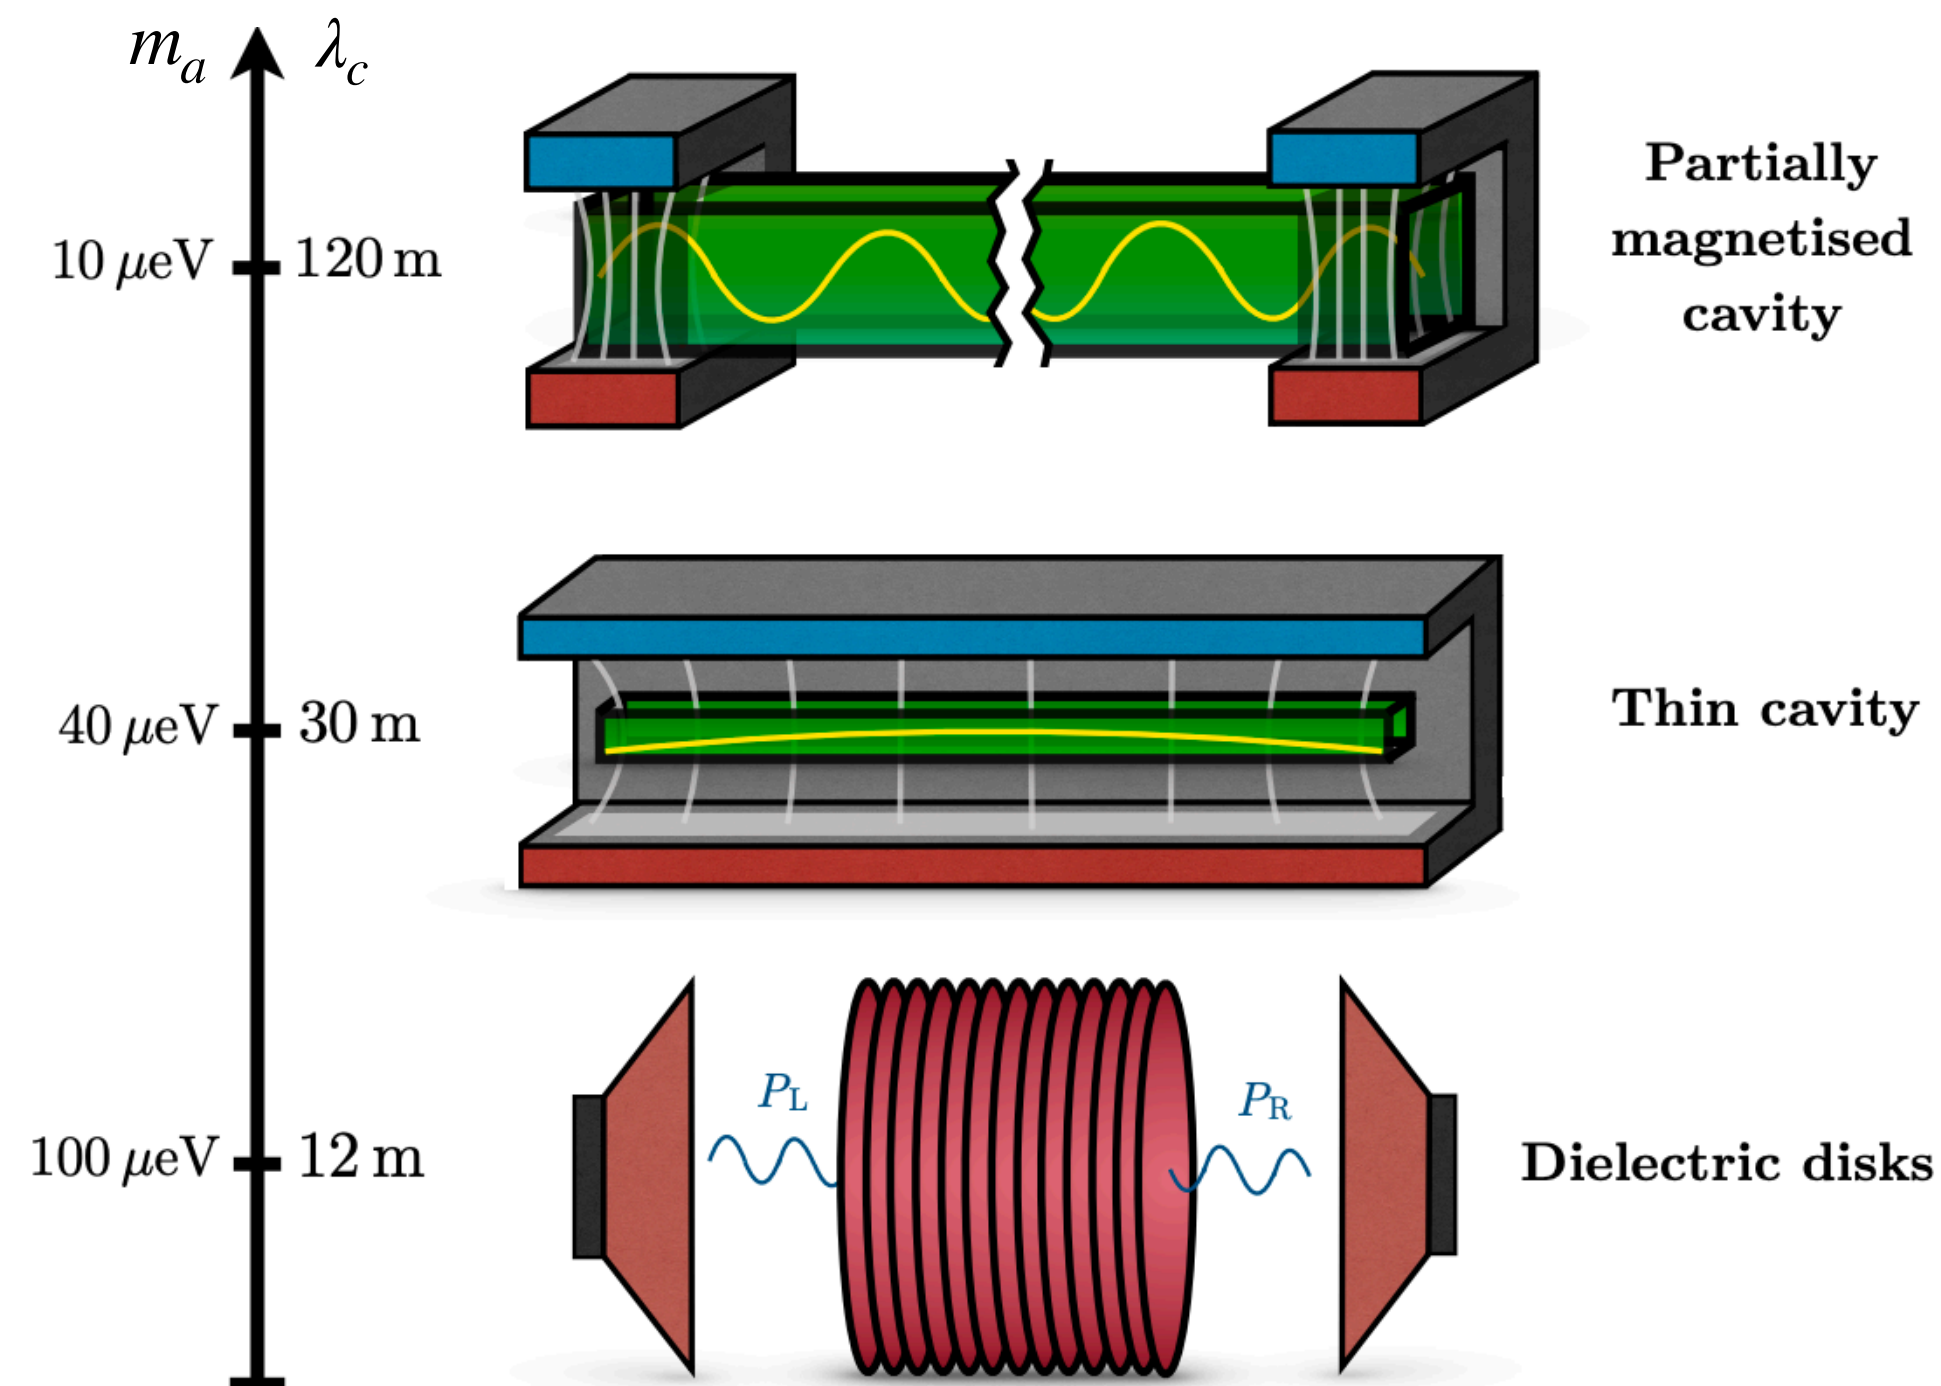 m_a λ_c
Partially
magnetised
cavity
10 μeV 120 m
40 μeV 30 m
Thin cavity
P_L
P_R
100 μeV 12 m
Dielectric disks